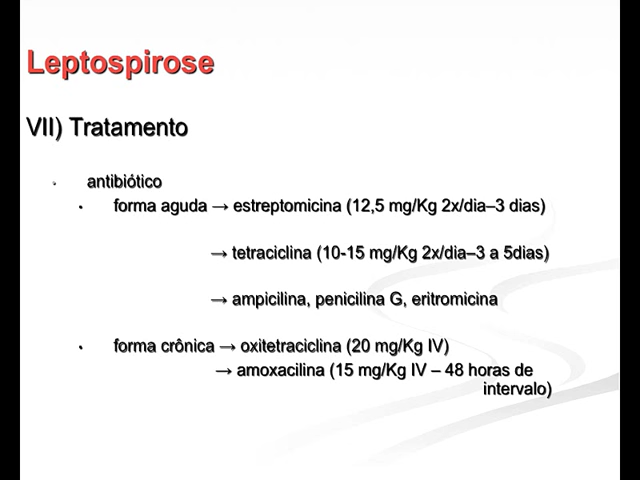 Leptospirose
VII) Tratamento
• antibiótico
• forma aguda → estreptomicina (12,5 mg/Kg 2x/dia–3 dias)
→ tetraciclina (10-15 mg/Kg 2x/dia–3 a 5dias)
→ ampicilina, penicilina G, eritromicina
• forma crônica → oxitetraciclina (20 mg/Kg IV)
→ amoxacilina (15 mg/Kg IV – 48 horas de
intervalo)